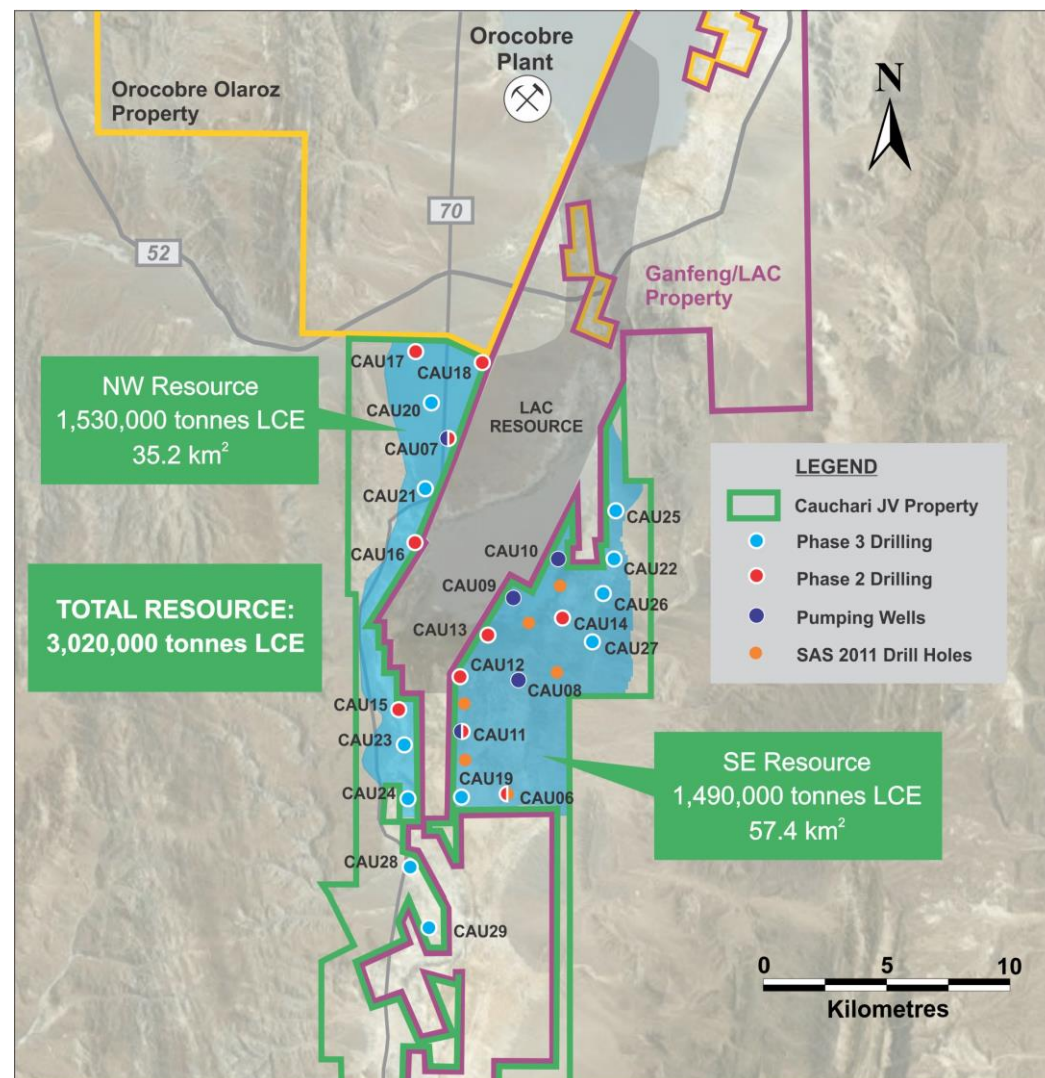 Orocobre
Plant
Orocobre Olaroz
Property
N
70
52
Ganfeng/LAC
Property
CAU17
CAU18
NW Resource
1,530,000 tonnes LCE
35.2 km²
CAU20
LAC
RESOURCE
CAU07
LEGEND
Cauchari JV Property
Phase 3 Drilling
Phase 2 Drilling
Pumping Wells
SAS 2011 Drill Holes
CAU21
CAU25
CAU16
CAU10
CAU22
CAU09
CAU26
TOTAL RESOURCE:
3,020,000 tonnes LCE
CAU13
CAU14
CAU27
CAU12
CAU08
CAU15
CAU11
CAU23
SE Resource
1,490,000 tonnes LCE
57.4 km²
CAU19
CAU24
CAU06
CAU28
CAU29
0 5 10
Kilometres